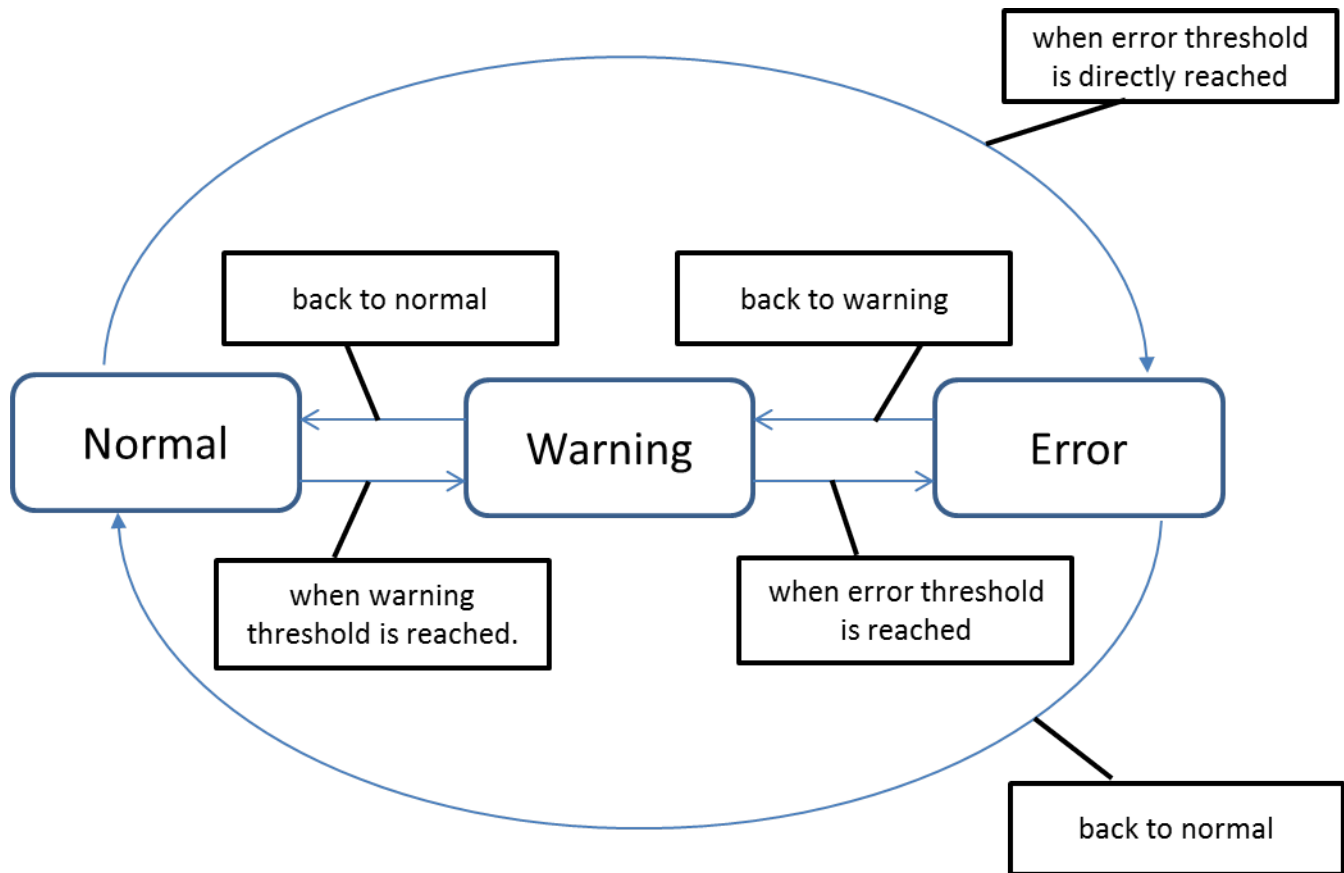 when error threshold
is directly reached
back to normal
back to warning
Normal
Warning
Error
when warning
threshold is reached.
when error threshold
is reached
back to normal